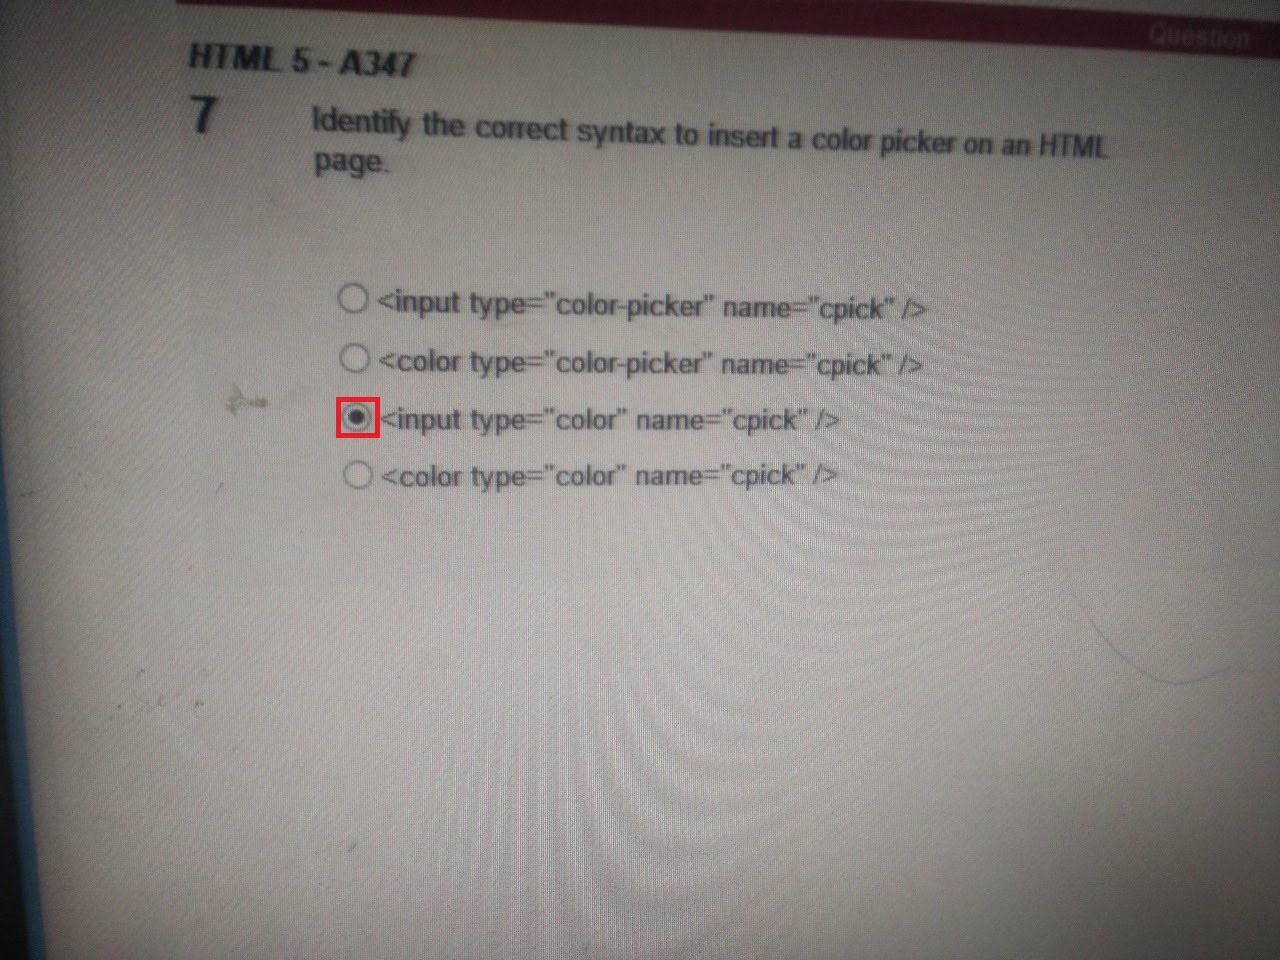 Question
HTML 5 - A347
7 Identify the correct syntax to insert a color picker on an HTML
page.
<input type="color-picker" name="cpick" />
<color type="color-picker" name="cpick" />
<input type="color" name="cpick" />
<color type="color" name="cpick" />